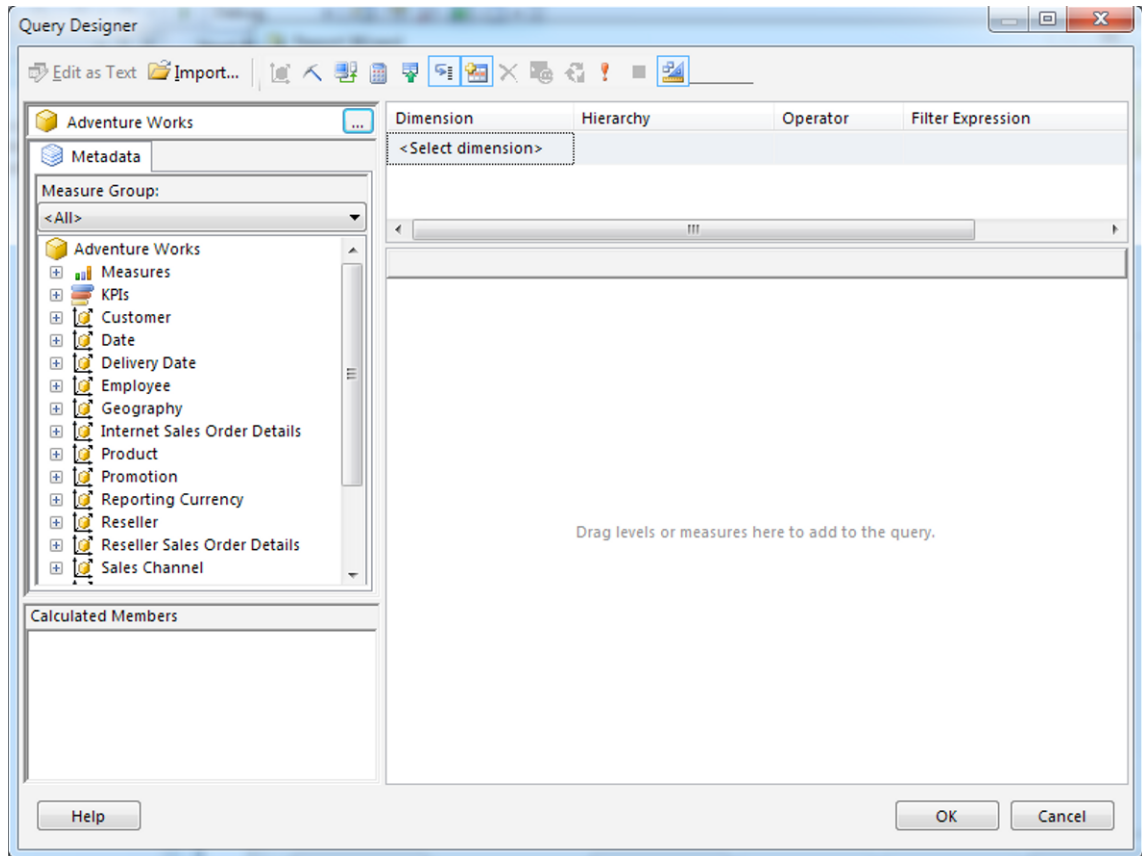 Query Designer
Edit as Text Import...
Adventure Works ...
Metadata
Measure Group:
<All>
Adventure Works
Measures
KPIs
Customer
Date
Delivery Date
Employee
Geography
Internet Sales Order Details
Product
Promotion
Reporting Currency
Reseller
Reseller Sales Order Details
Sales Channel
Calculated Members
Dimension Hierarchy Operator Filter Expression
<Select dimension>
Drag levels or measures here to add to the query.
Help OK Cancel